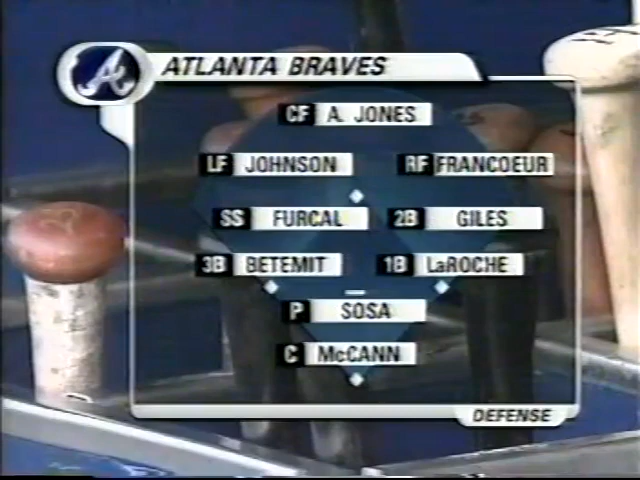 A ATLANTA BRAVES
CF A. JONES
LF JOHNSON RF FRANCOEUR
SS FURCAL 2B GILES
3B BETEMIT 1B LaROCHE
P SOSA
C McCANN
DEFENSE